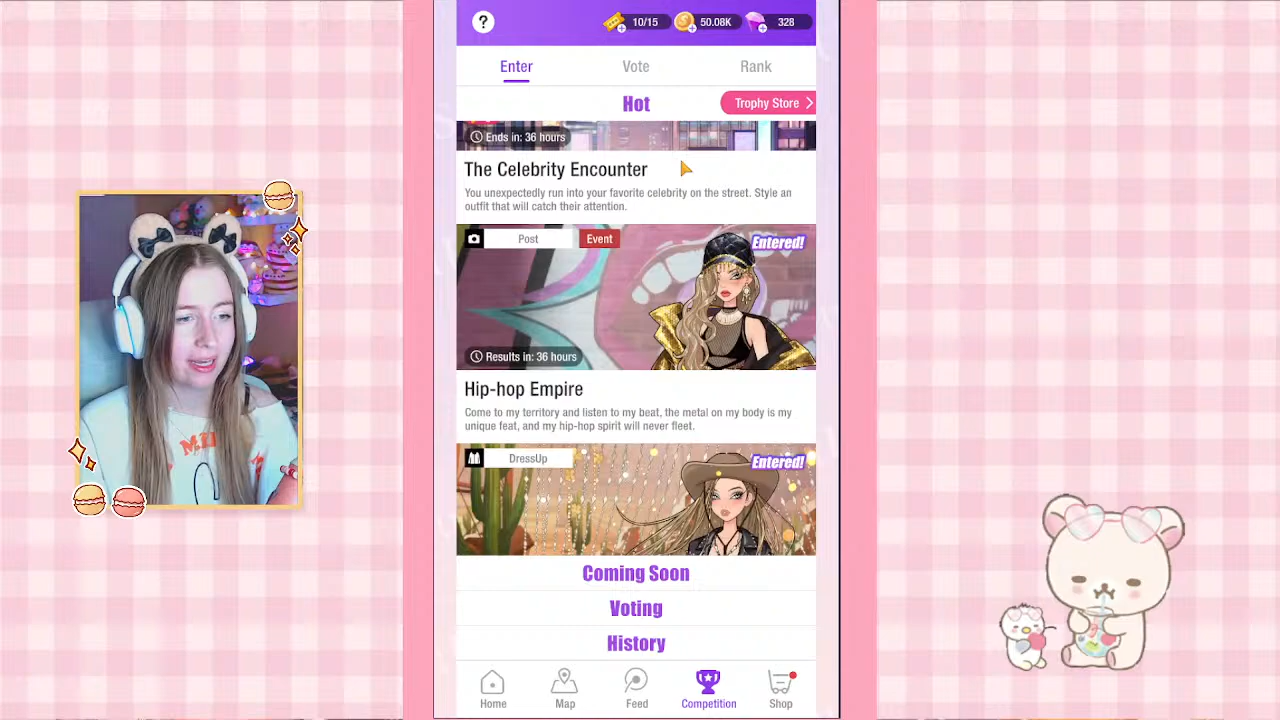 ?
10/15
50.08K
328
Enter
Vote
Rank
Hot
Trophy Store
Ends in: 36 hours
The Celebrity Encounter
You unexpectedly run into your favorite celebrity on the street. Style an
outfit that will catch their attention.
Post
Event
Entered!
Results in: 36 hours
Hip-hop Empire
Come to my territory and listen to my beat, the metal on my body is my
unique feat, and my hip-hop spirit will never fleet.
DressUp
Entered!
Coming Soon
Voting
History
Home
Map
Feed
Competition
Shop